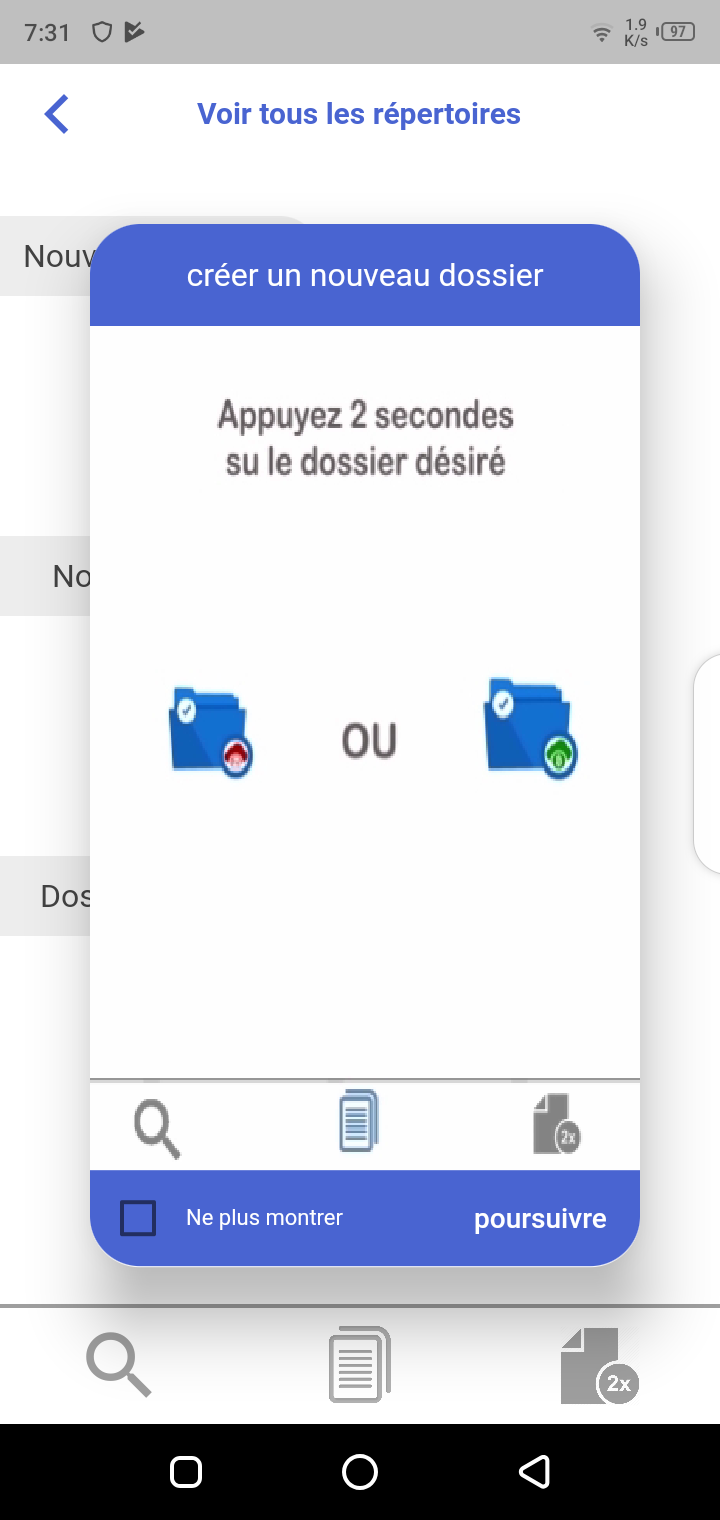 7:31
1.9
K/s
97
Voir tous les répertoires
Nouv
créer un nouveau dossier
Appuyez 2 secondes
su le dossier désiré
No
OU
Dos
2x
Ne plus montrer
poursuivre
2x